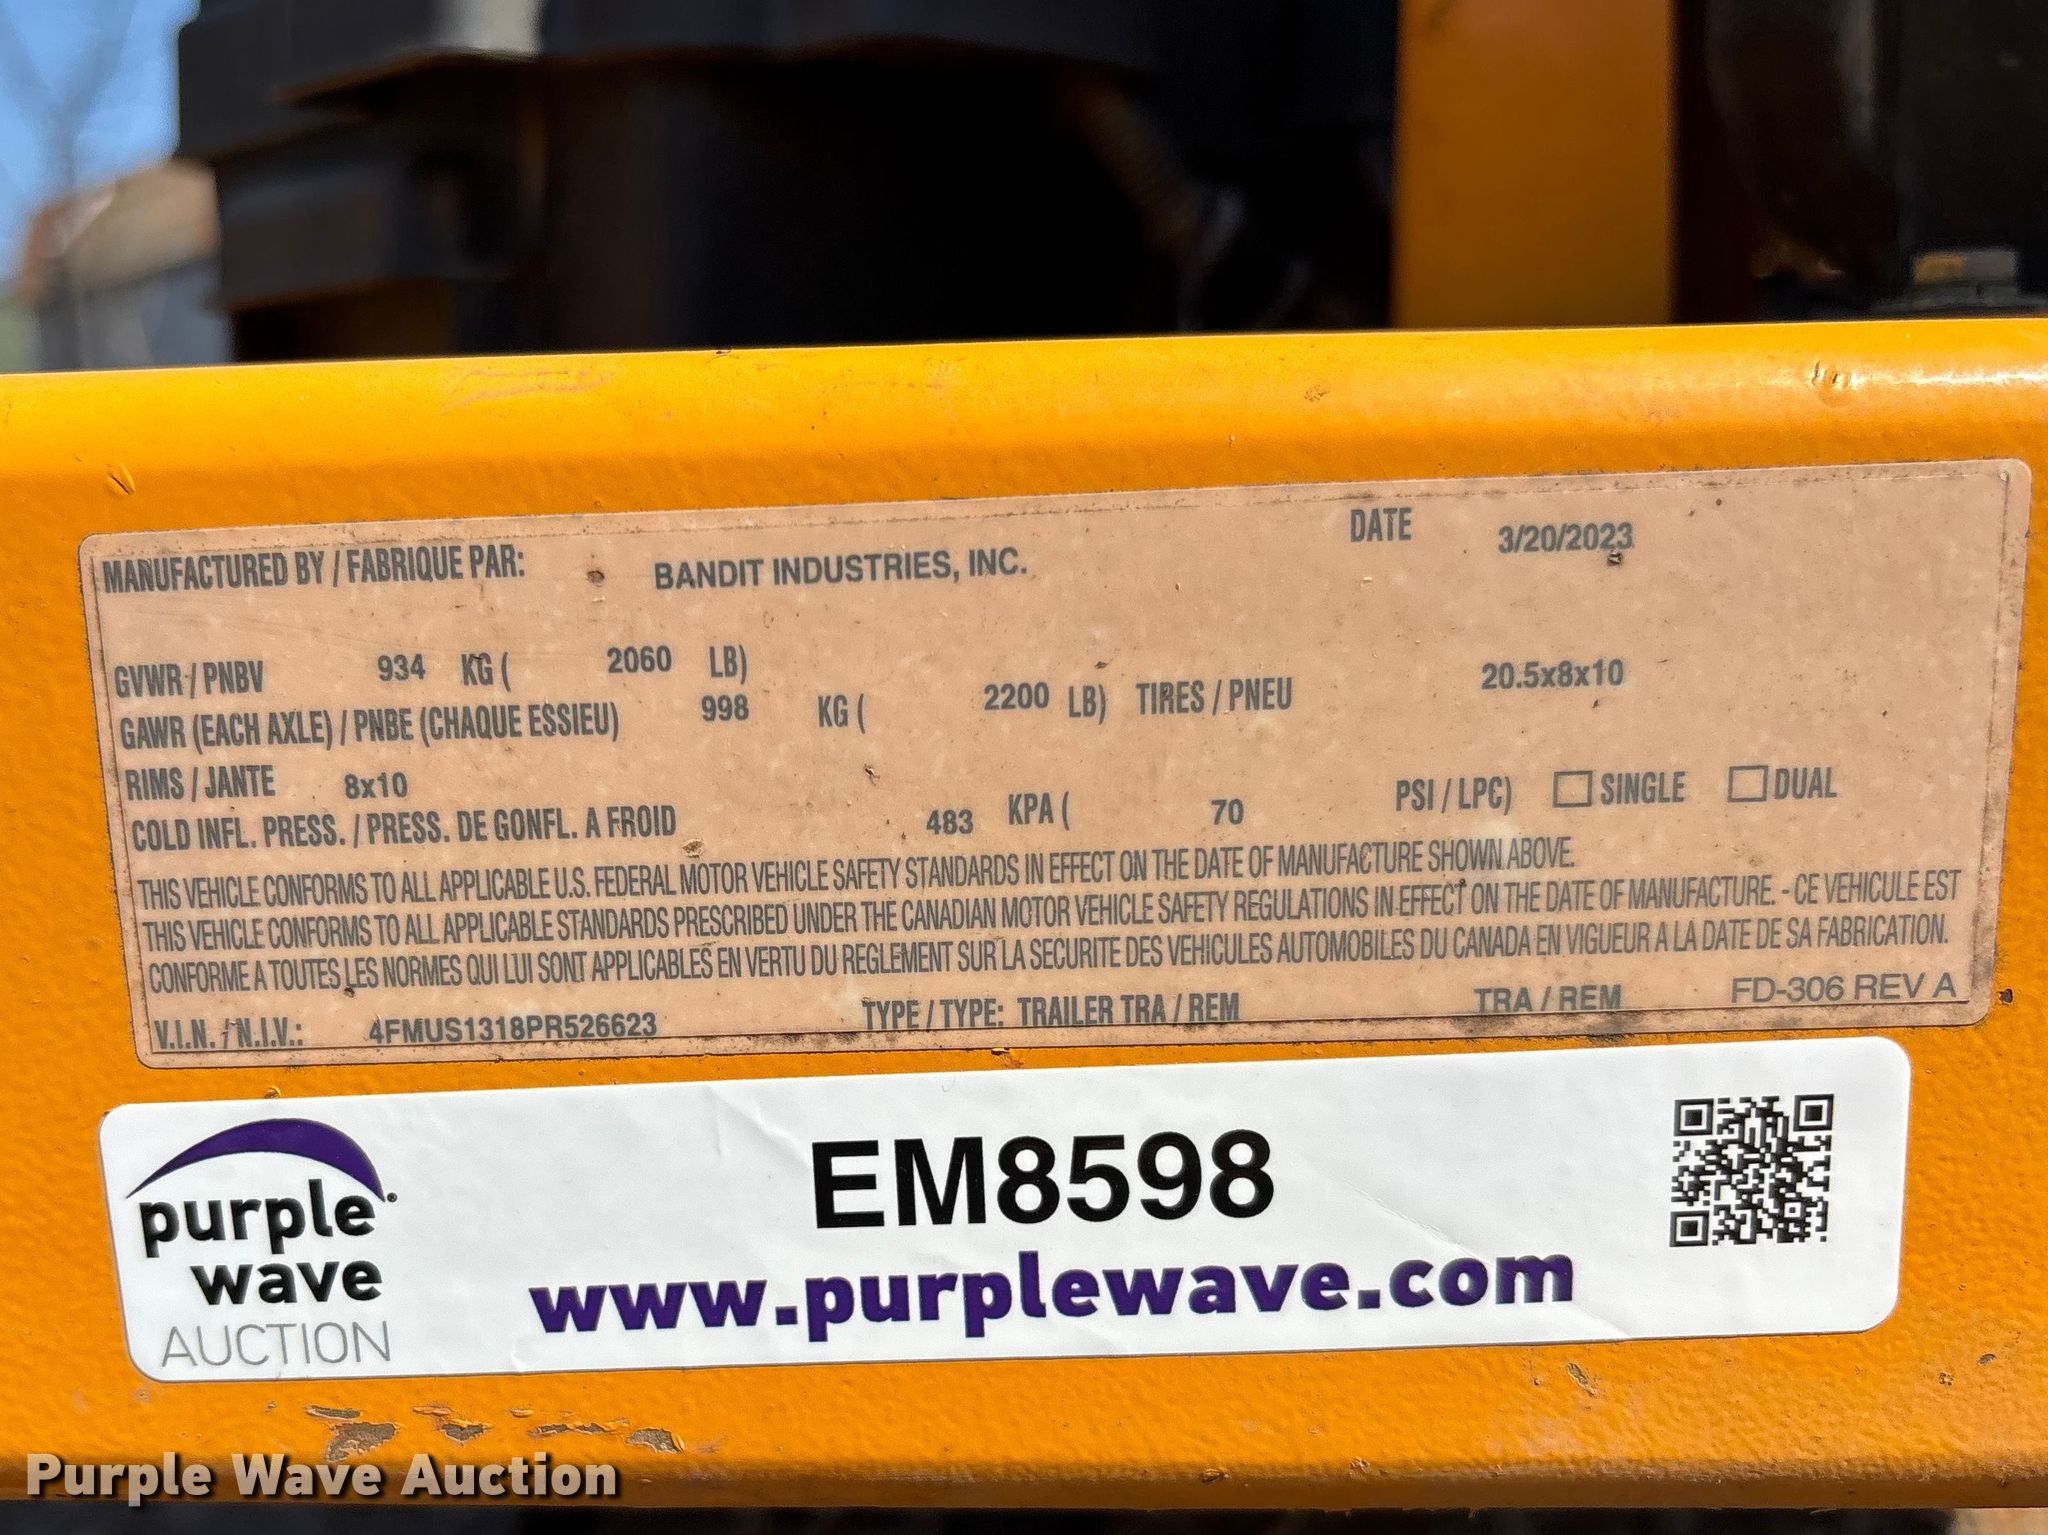 MANUFACTURED BY / FABRIQUE PAR: BANDIT INDUSTRIES, INC. DATE 3/20/2023
GVWR / PNBV 934 KG ( 2060 LB)
GAWR (EACH AXLE) / PNBE (CHAQUE ESSIEU) 998 KG ( 2200 LB) TIRES / PNEU 20.5x8x10
RIMS / JANTE 8x10
COLD INFL. PRESS. / PRESS. DE GONFL. A FROID 483 KPA ( 70 PSI / LPC) SINGLE DUAL
THIS VEHICLE CONFORMS TO ALL APPLICABLE U.S. FEDERAL MOTOR VEHICLE SAFETY STANDARDS IN EFFECT ON THE DATE OF MANUFACTURE SHOWN ABOVE.
THIS VEHICLE CONFORMS TO ALL APPLICABLE STANDARDS PRESCRIBED UNDER THE CANADIAN MOTOR VEHICLE SAFETY REGULATIONS IN EFFECT ON THE DATE OF MANUFACTURE. - CE VEHICULE EST
CONFORME A TOUTES LES NORMES QUI LUI SONT APPLICABLES EN VERTU DU REGLEMENT SUR LA SECURITE DES VEHICULES AUTOMOBILES DU CANADA EN VIGUEUR A LA DATE DE SA FABRICATION.
V.I.N. / N.I.V.: 4FMUS1318PR526623 TYPE / TYPE: TRAILER TRA / REM TRA / REM FD-306 REV A
purple
wave
AUCTION
EM8598
www.purplewave.com
Purple Wave Auction